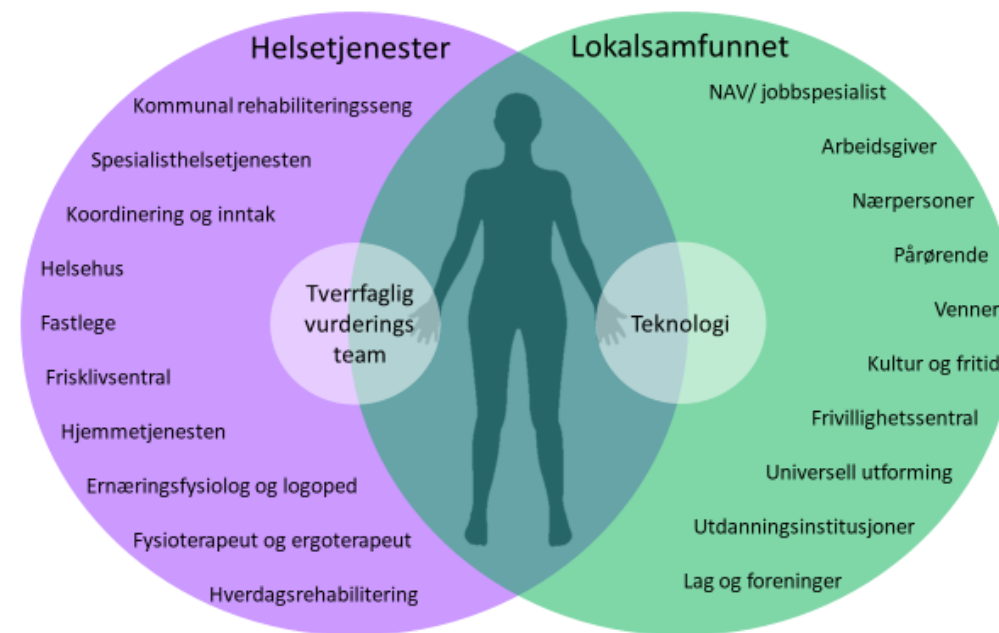 Helsetjenester
Kommunal rehabiliteringsseng
Spesialisthelsetjenesten
Koordinering og inntak
Helsehus
Fastlege
Frisklivsentral
Hjemmetjenesten
Ernæringsfysiolog og logoped
Fysioterapeut og ergoterapeut
Hverdagsrehabilitering
Tverrfaglig
vurderings
team
Teknologi
Lokalsamfunnet
NAV/ jobbspesialist
Arbeidsgiver
Nærpersoner
Pårørende
Venner
Kultur og fritid
Frivillighetssentral
Universell utforming
Utdanningsinstitusjoner
Lag og foreninger